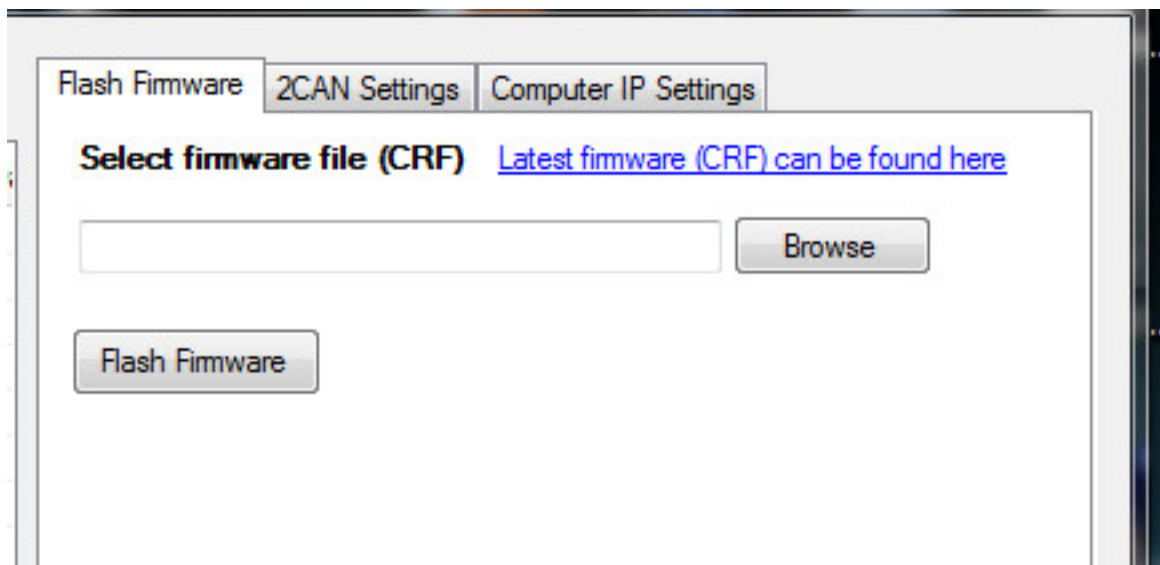 Flash Firmware 2CAN Settings Computer IP Settings
Select firmware file (CRF) Latest firmware (CRF) can be found here
Browse
Flash Firmware